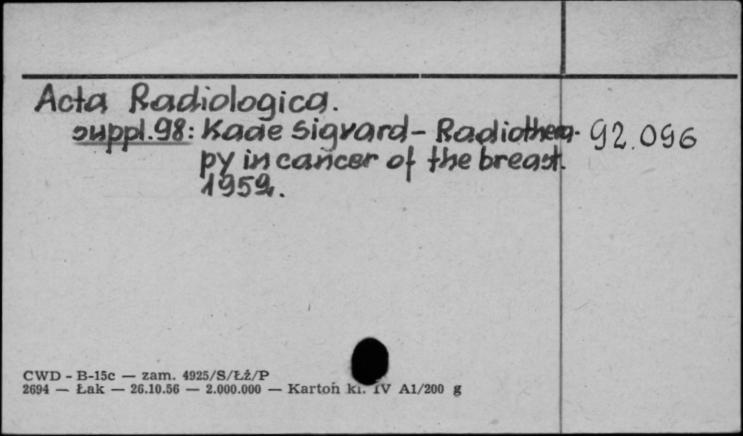 Acta Radiologica.
suppl.98: Kaae Sigvard - Radiothera- 92.096
py in cancer of the breast.
1952.
CWD - B-15c — zam. 4925/S/Łż/P
2694 — Łak — 26.10.56 — 2.000.000 — Kartoń kl. IV A1/200 g